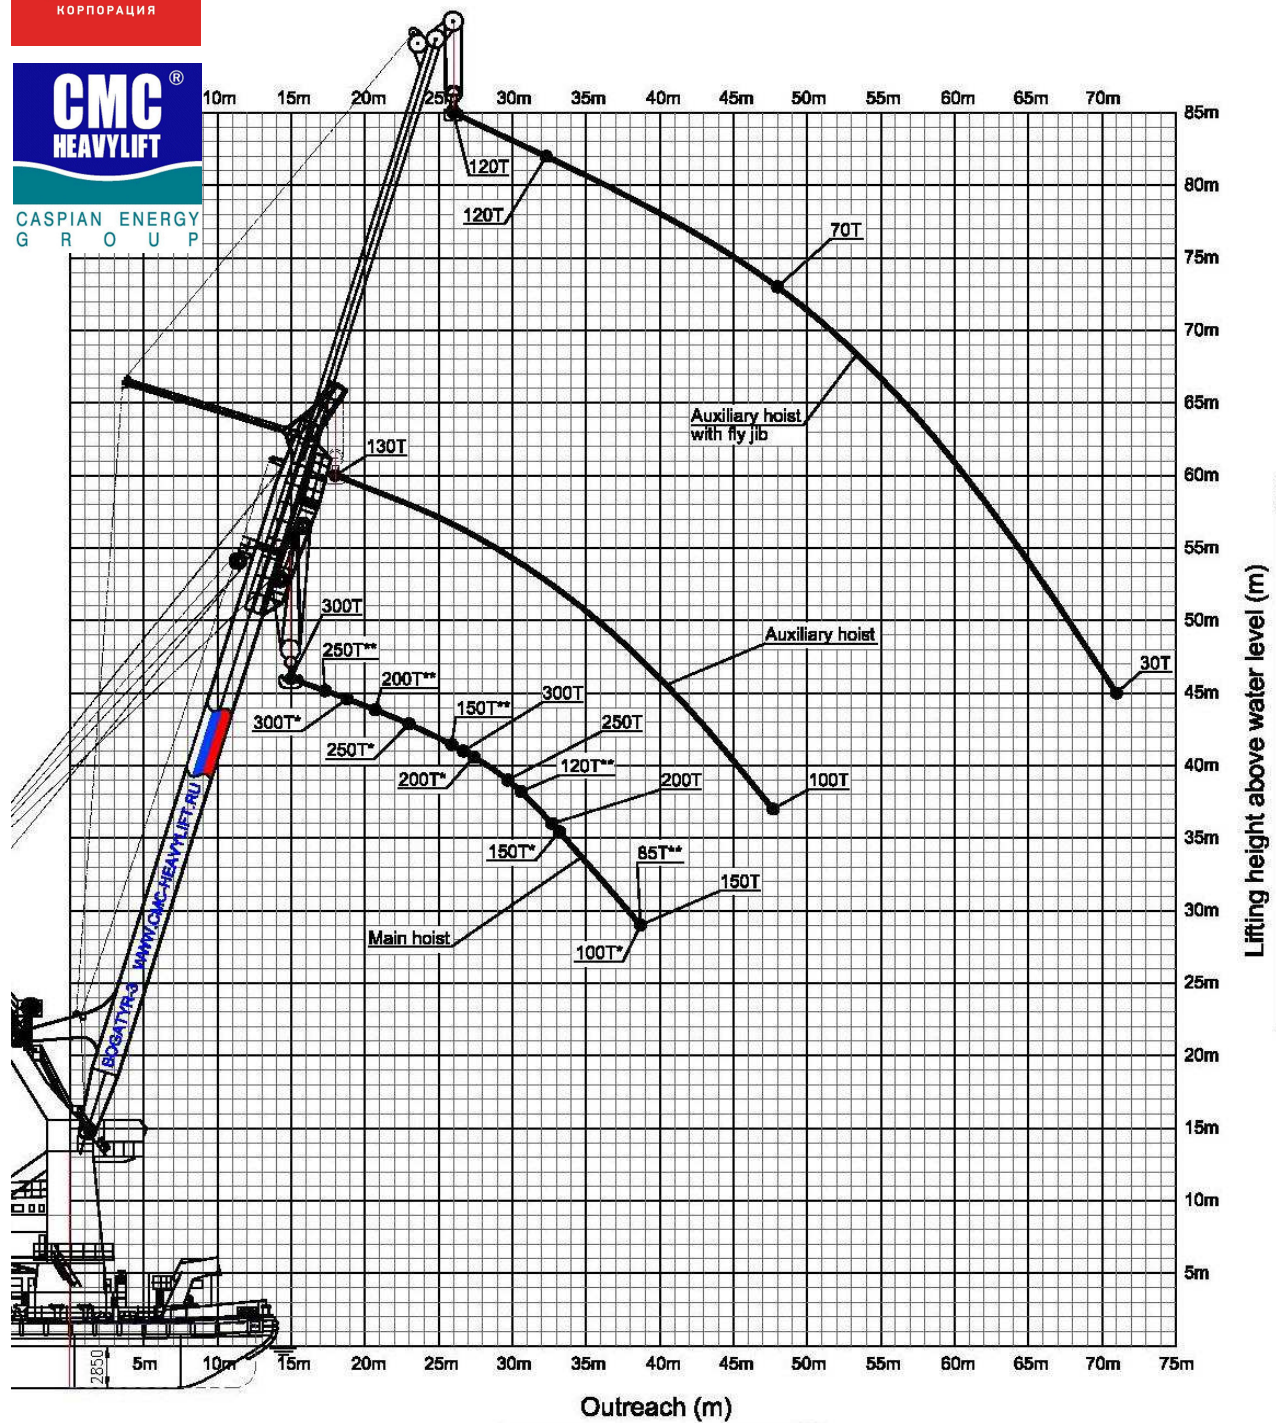 КОРПОРАЦИЯ
CMC ®
HEAVYLIFT
CASPIAN ENERGY
GROUP
10m 15m 20m 25m 30m 35m 40m 45m 50m 55m 60m 65m 70m
85m
120T
80m
120T
70T
75m
70m
65m
Auxiliary hoist
with fly jib
130T
60m
55m
300T
50m
Auxiliary hoist
250T**
200T**
30T
300T
45m
150T**
300T*
250T
250T*
120T**
40m
200T*
200T
100T
35m
150T*
85T**
150T
30m
Main hoist
100T*
25m
20m
15m
10m
5m
BOGATYR-3 WWW.CMC-HEAVYLIFT.RU
Lifting height above water level (m)
2850
5m 10m 15m 20m 25m 30m 35m 40m 45m 50m 55m 60m 65m 70m 75m
Outreach (m)